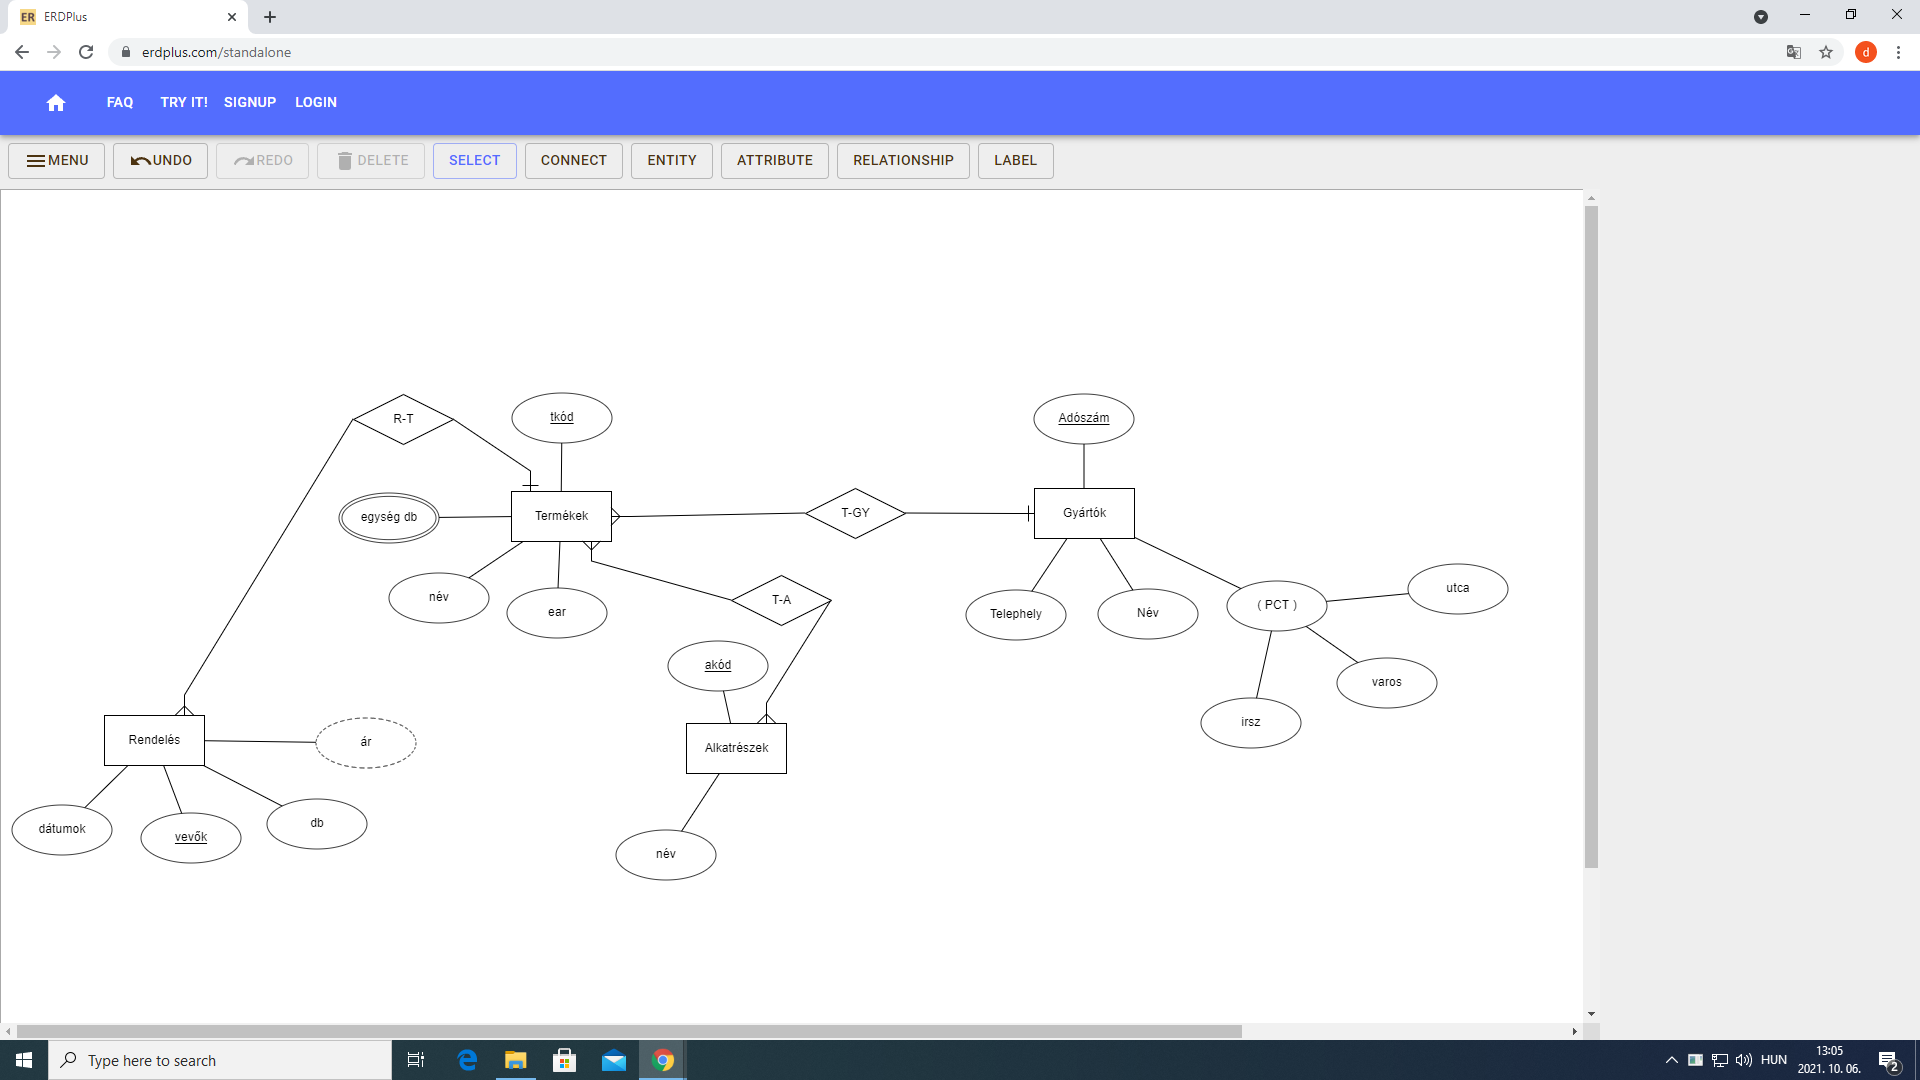 ER ERDPlus
erdplus.com/standalone
d
FAQ TRY IT! SIGNUP LOGIN
MENU UNDO REDO DELETE SELECT CONNECT ENTITY ATTRIBUTE RELATIONSHIP LABEL
R-T
tkód
Adószám
egység db
Termékek
T-GY
Gyártók
név
ear
T-A
Telephely
Név
( PCT )
utca
akód
varos
irsz
Rendelés
ár
Alkatrészek
dátumok
vevők
db
név
Type here to search
HUN
13:05
2021. 10. 06.
2